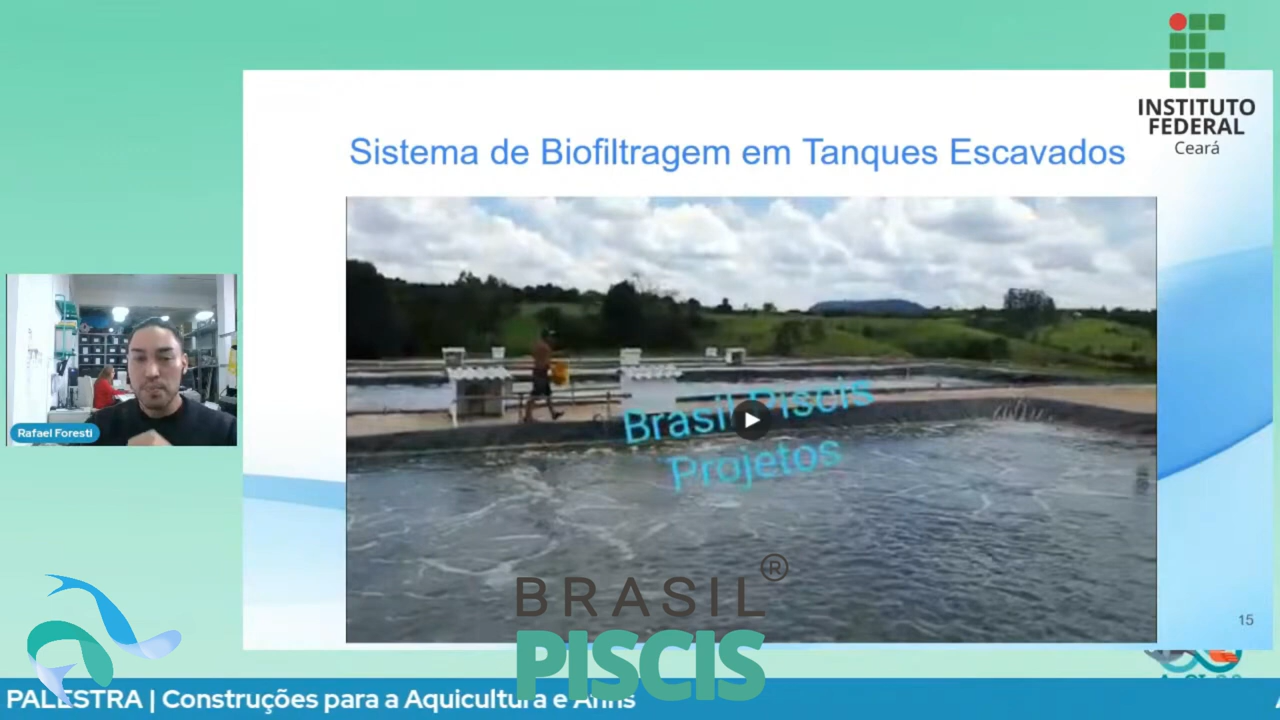 INSTITUTO
FEDERAL
Ceará
Sistema de Biofiltragem em Tanques Escavados
Brasil Piscis
Projetos
Rafael Foresti
BRASIL®
PISCIS
15
PALESTRA | Construções para a Aquicultura e